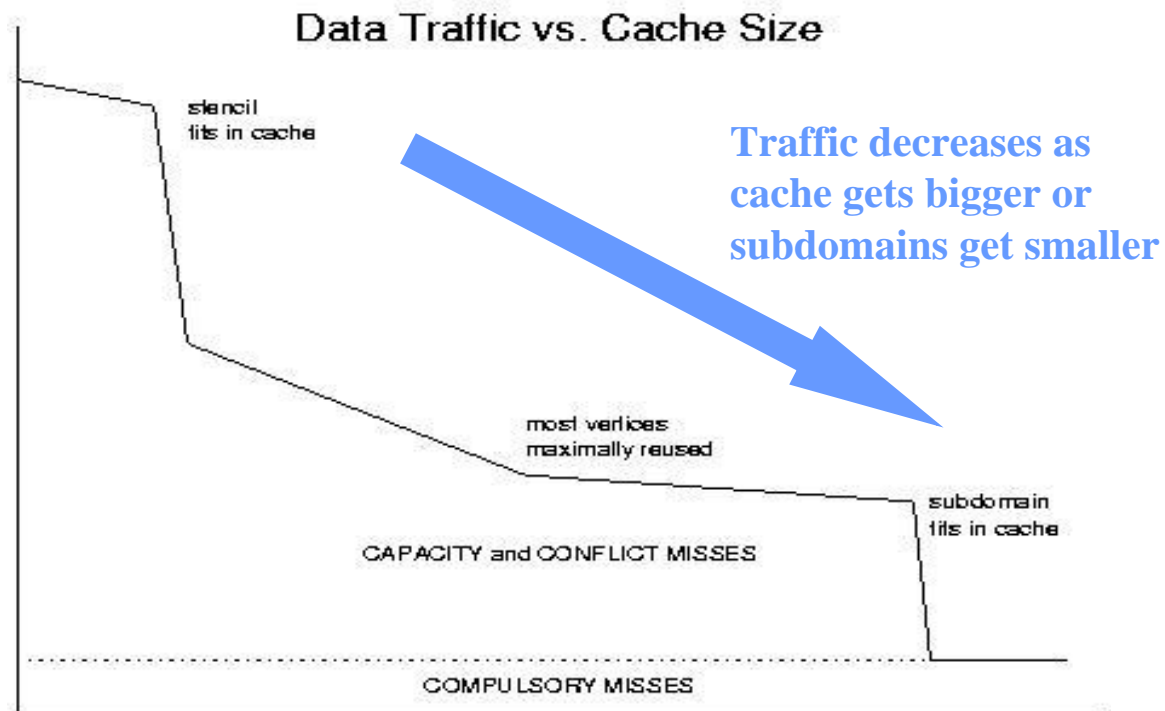 Data Traffic vs. Cache Size
stencil
fits in cache
Traffic decreases as
cache gets bigger or
subdomains get smaller
most vertices
maximally reused
subdomain
fits in cache
CAPACITY and CONFLICT MISSES
COMPULSORY MISSES